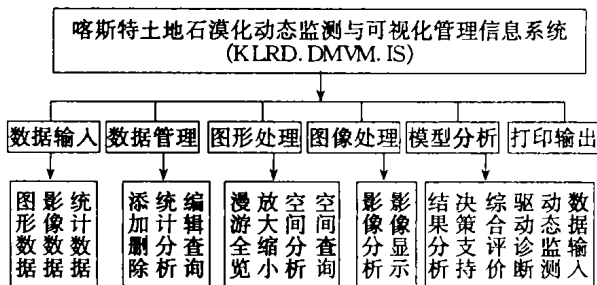 喀斯特土地石漠化动态监测与可视化管理信息系统
(KLRD.DMVM.IS)
数据输入
数据管理
图形处理
图像处理
模型分析
打印输出
图形数据
影像数据
统计数据
添加删除
统计分析
编辑查询
漫游全览
放大缩小
空间分析
空间查询
影像分析
影像显示
结果分析
决策支持
综合评价
驱动诊断
动态监测
数据输入